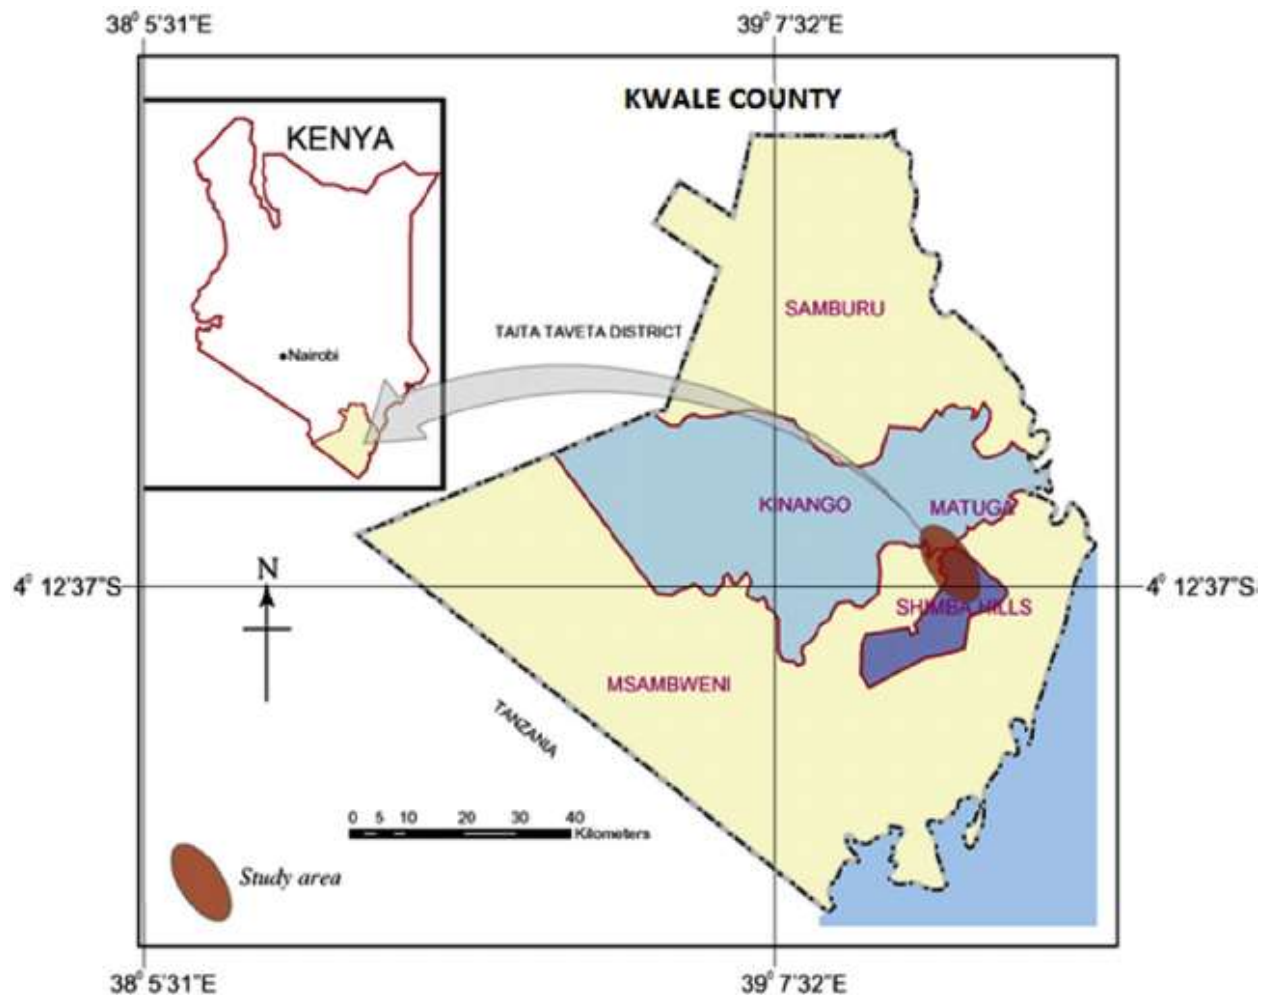 38° 5'31"E
39° 7'32"E
KWALE COUNTY
KENYA
SAMBURU
TAITA TAVETA DISTRICT
Nairobi
KINANGO
MATUGA
N
4° 12'37"S
4° 12'37"S
SHIMBA HILLS
MSAMBWENI
TANZANIA
0 5 10 20 30 40
Kilometers
Study area
38° 5'31"E
39° 7'32"E